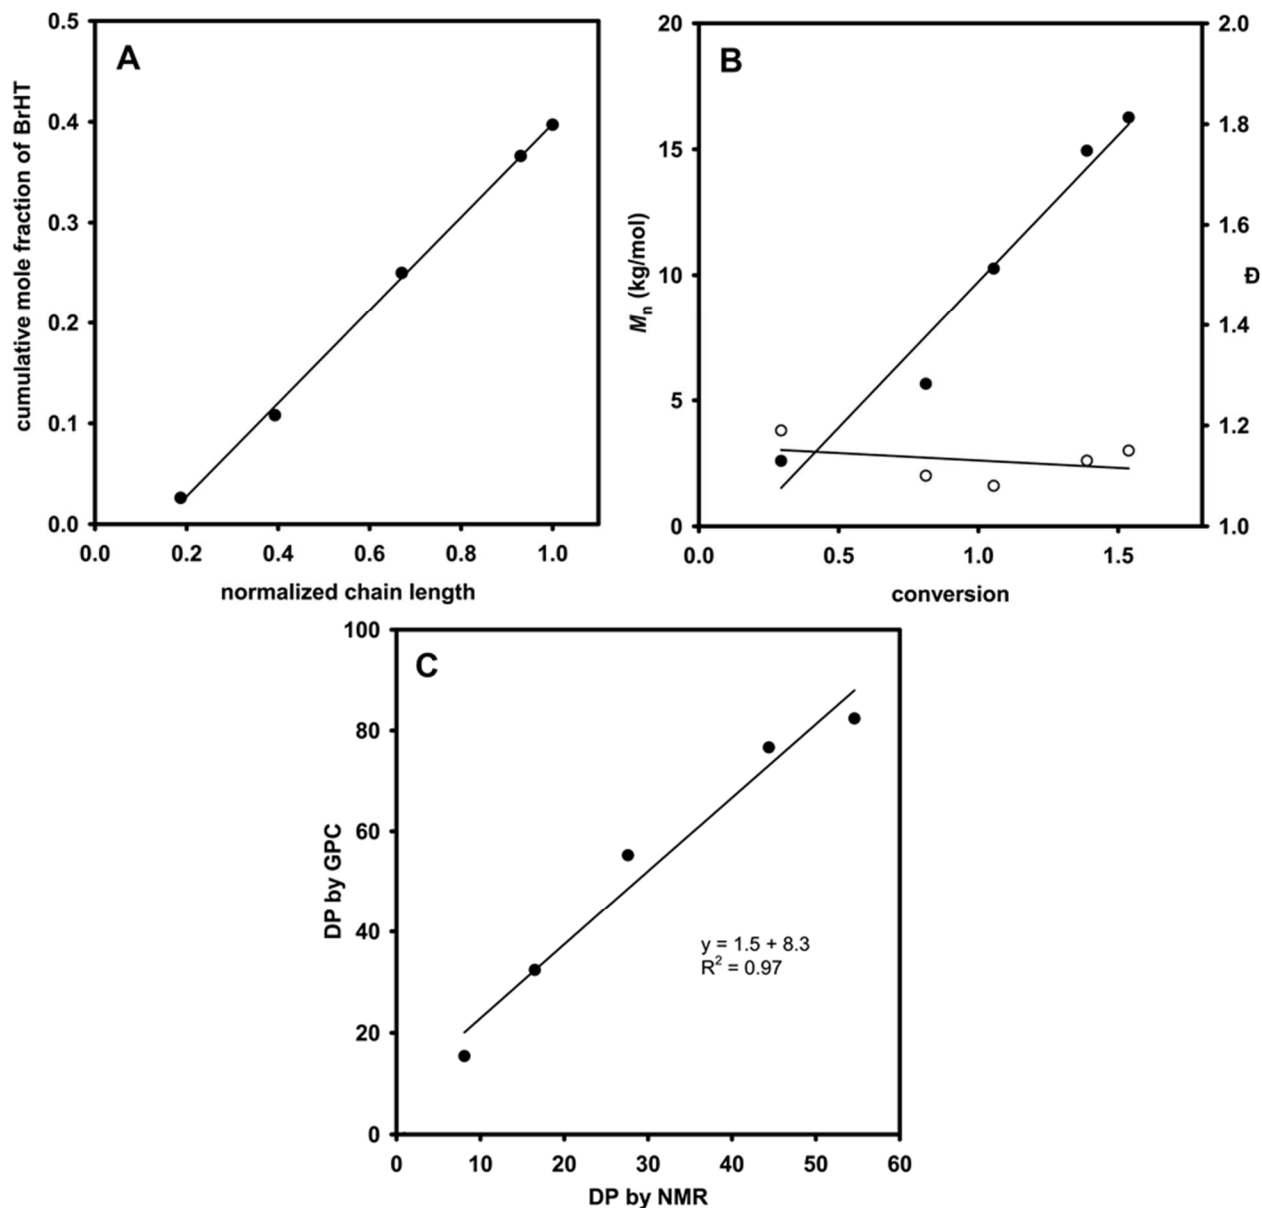 A
0.5
0.4
0.3
0.2
0.1
0.0
cumulative mole fraction of BrHT
0.0 0.2 0.4 0.6 0.8 1.0
normalized chain length
B
20
15
10
5
0
Mn (kg/mol)
2.0
1.8
1.6
1.4
1.2
1.0
Đ
0.0 0.5 1.0 1.5
conversion
C
100
80
60
40
20
0
DP by GPC
y = 1.5 + 8.3
R² = 0.97
0 10 20 30 40 50 60
DP by NMR